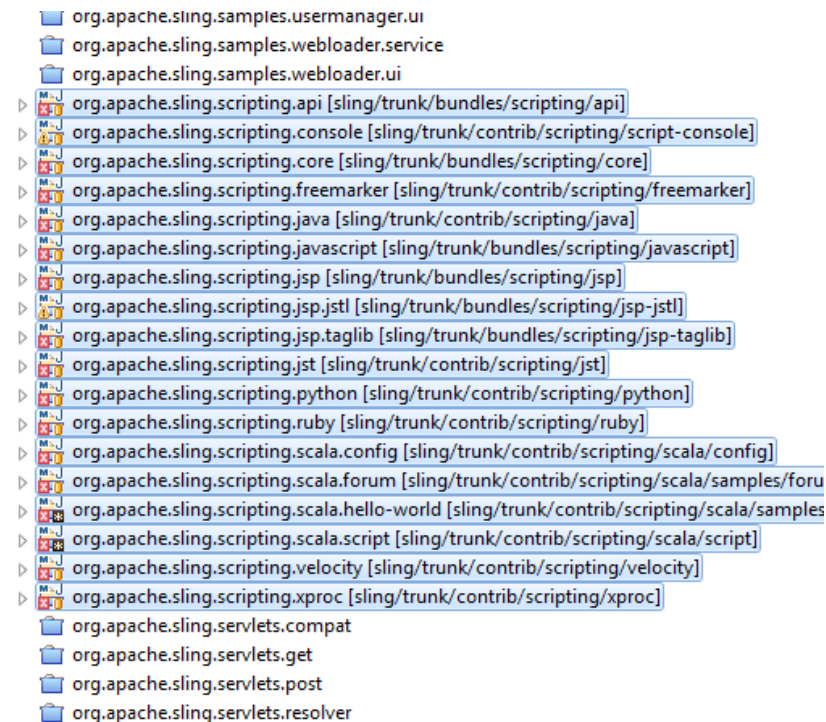 org.apache.sling.samples.usermanager.ui
org.apache.sling.samples.webloader.service
org.apache.sling.samples.webloader.ui
org.apache.sling.scripting.api [sling/trunk/bundles/scripting/api]
org.apache.sling.scripting.console [sling/trunk/contrib/scripting/script-console]
org.apache.sling.scripting.core [sling/trunk/bundles/scripting/core]
org.apache.sling.scripting.freemarker [sling/trunk/contrib/scripting/freemarker]
org.apache.sling.scripting.java [sling/trunk/contrib/scripting/java]
org.apache.sling.scripting.javascript [sling/trunk/bundles/scripting/javascript]
org.apache.sling.scripting.jsp [sling/trunk/bundles/scripting/jsp]
org.apache.sling.scripting.jsp.jstl [sling/trunk/bundles/scripting/jsp-jstl]
org.apache.sling.scripting.jsp.taglib [sling/trunk/bundles/scripting/jsp-taglib]
org.apache.sling.scripting.jst [sling/trunk/contrib/scripting/jst]
org.apache.sling.scripting.python [sling/trunk/contrib/scripting/python]
org.apache.sling.scripting.ruby [sling/trunk/contrib/scripting/ruby]
org.apache.sling.scripting.scala.config [sling/trunk/contrib/scripting/scala/config]
org.apache.sling.scripting.scala.forum [sling/trunk/contrib/scripting/scala/samples/foru
org.apache.sling.scripting.scala.hello-world [sling/trunk/contrib/scripting/scala/samples
org.apache.sling.scripting.scala.script [sling/trunk/contrib/scripting/scala/script]
org.apache.sling.scripting.velocity [sling/trunk/contrib/scripting/velocity]
org.apache.sling.scripting.xproc [sling/trunk/contrib/scripting/xproc]
org.apache.sling.servlets.compat
org.apache.sling.servlets.get
org.apache.sling.servlets.post
org.apache.sling.servlets.resolver